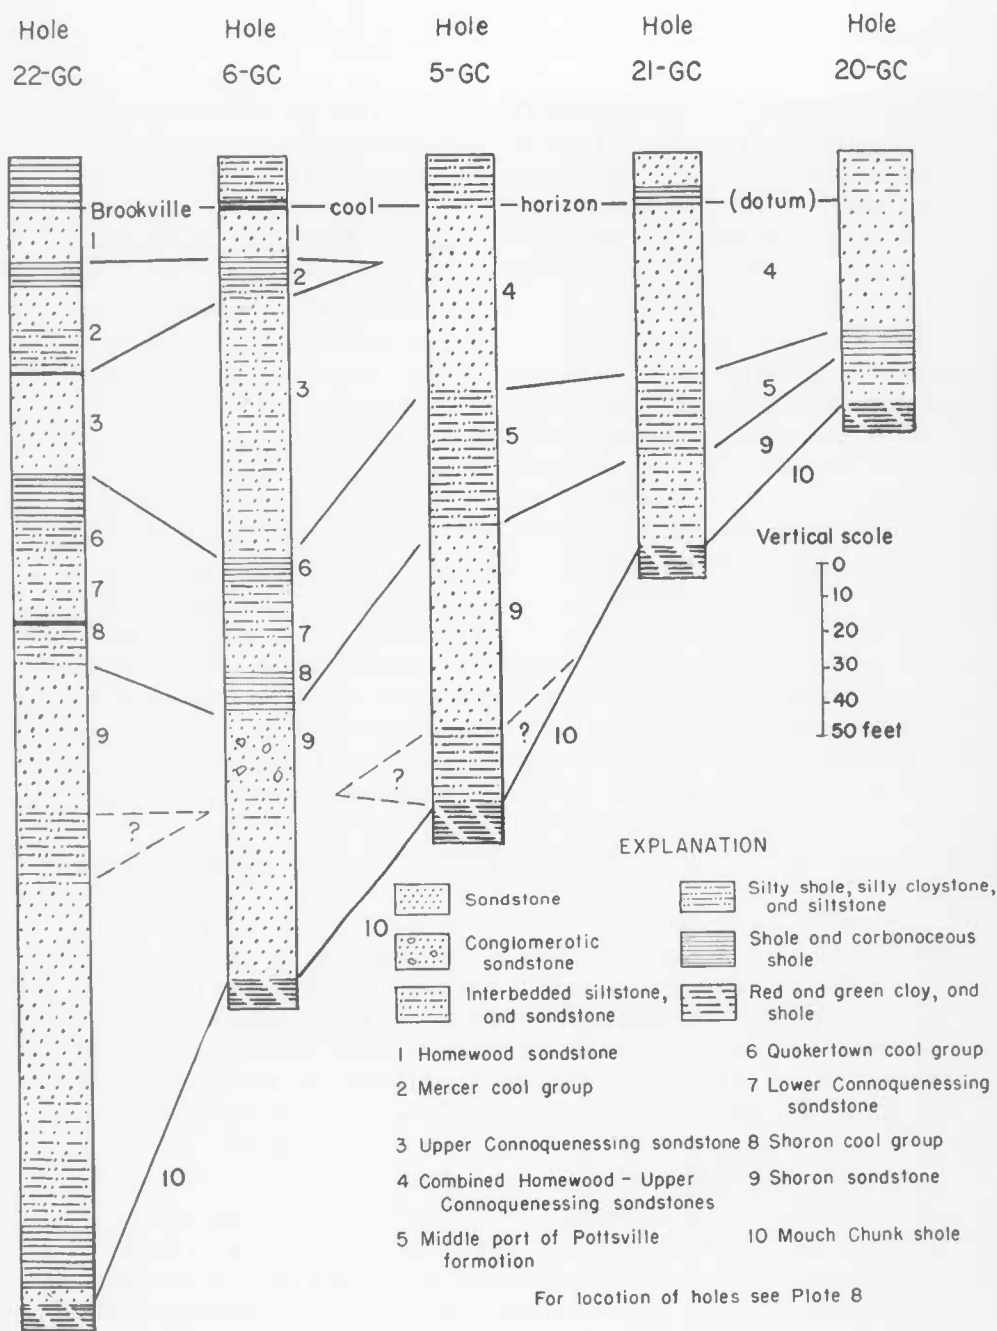 Hole Hole Hole Hole Hole
22-GC 6-GC 5-GC 21-GC 20-GC
Brookville coal horizon (datum)
1 1
2 2
4 4
2
3 3
5 5
9
10
6 6
7 7
8 8
9 9 9
? ? ?
10
10
10
Vertical scale
0
10
20
30
40
50 feet
EXPLANATION
Sandstone
Conglomeratic
sandstone
Interbedded siltstone,
and sandstone
Silty shale, silty claystone,
and siltstone
Shale and carbonaceous
shale
Red and green clay, and
shale
1 Homewood sandstone
2 Mercer coal group
3 Upper Connoquenessing sandstone
4 Combined Homewood - Upper
Connoquenessing sandstones
5 Middle port of Pottsville
formation
6 Quakertown coal group
7 Lower Connoquenessing
sandstone
8 Sharon coal group
9 Sharon sandstone
10 Mauch Chunk shale
For location of holes see Plate 8